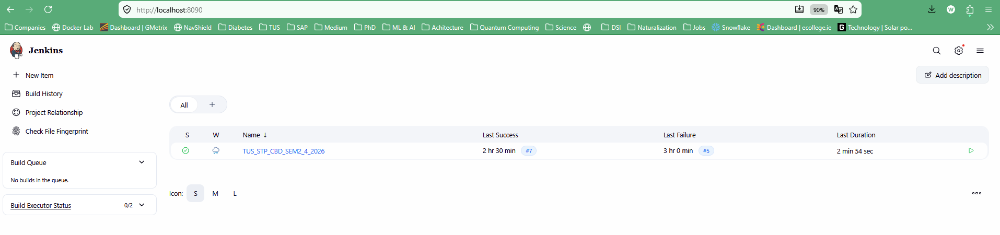 http://localhost:8090
90%
W
Companies Docker Lab Dashboard | GMetrix NavShield Diabetes TUS SAP Medium PhD ML & AI Achitecture Quantum Computing Science DSI Naturalization Jobs Snowflake Dashboard | ecollege.ie Technology | Solar po...
Jenkins
New Item
Add description
Build History
Project Relationship
Check File Fingerprint
All +
S W Name ↓ Last Success Last Failure Last Duration
TUS_STP_CBD_SEM2_4_2026 2 hr 30 min #7 3 hr 0 min #5 2 min 54 sec
Build Queue
No builds in the queue.
Build Executor Status 0/2
Icon: S M L